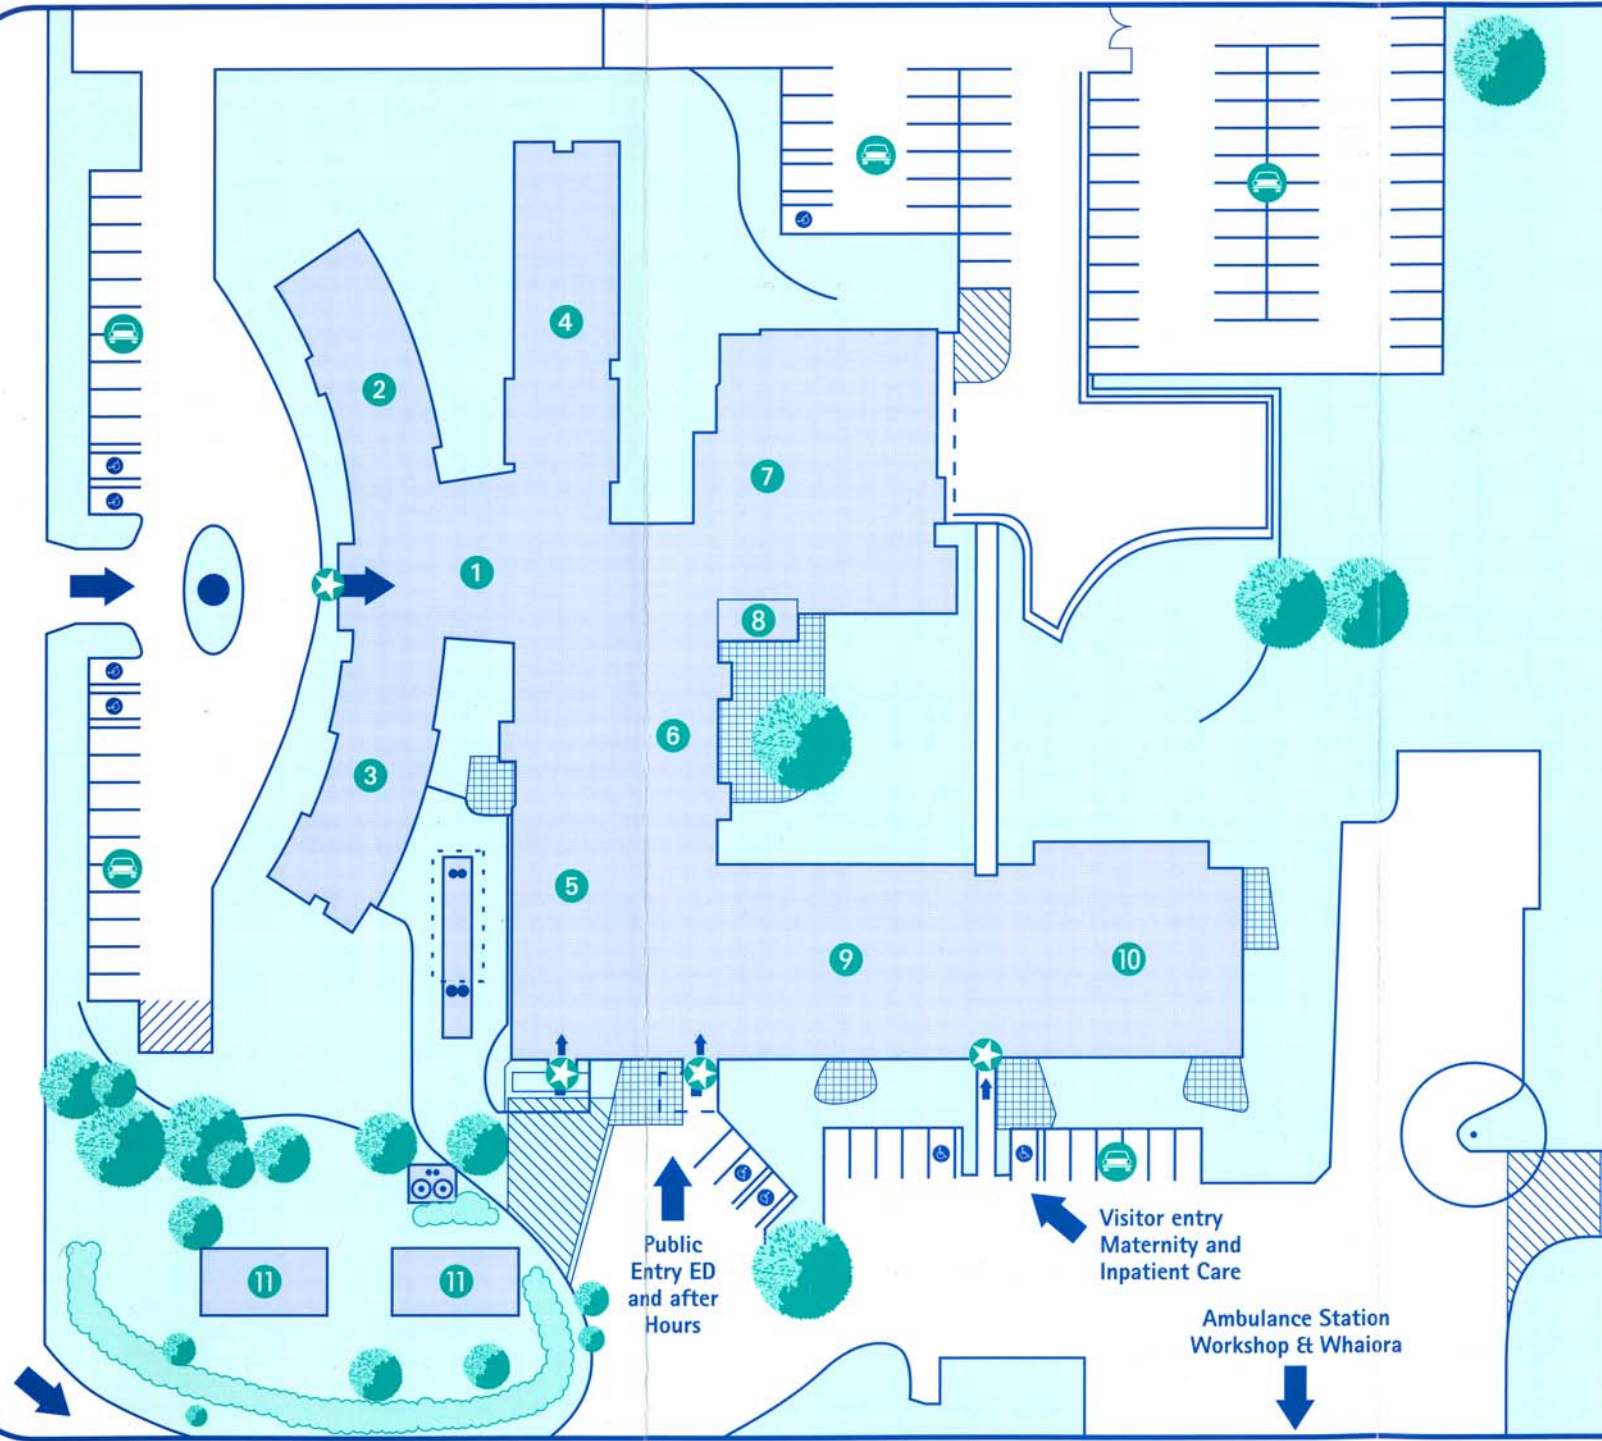 4
2
7
1
8
6
3
5
9
10
Public
Entry ED
and after
Hours
Visitor entry
Maternity and
Inpatient Care
11
11
Ambulance Station
Workshop & Whaiora